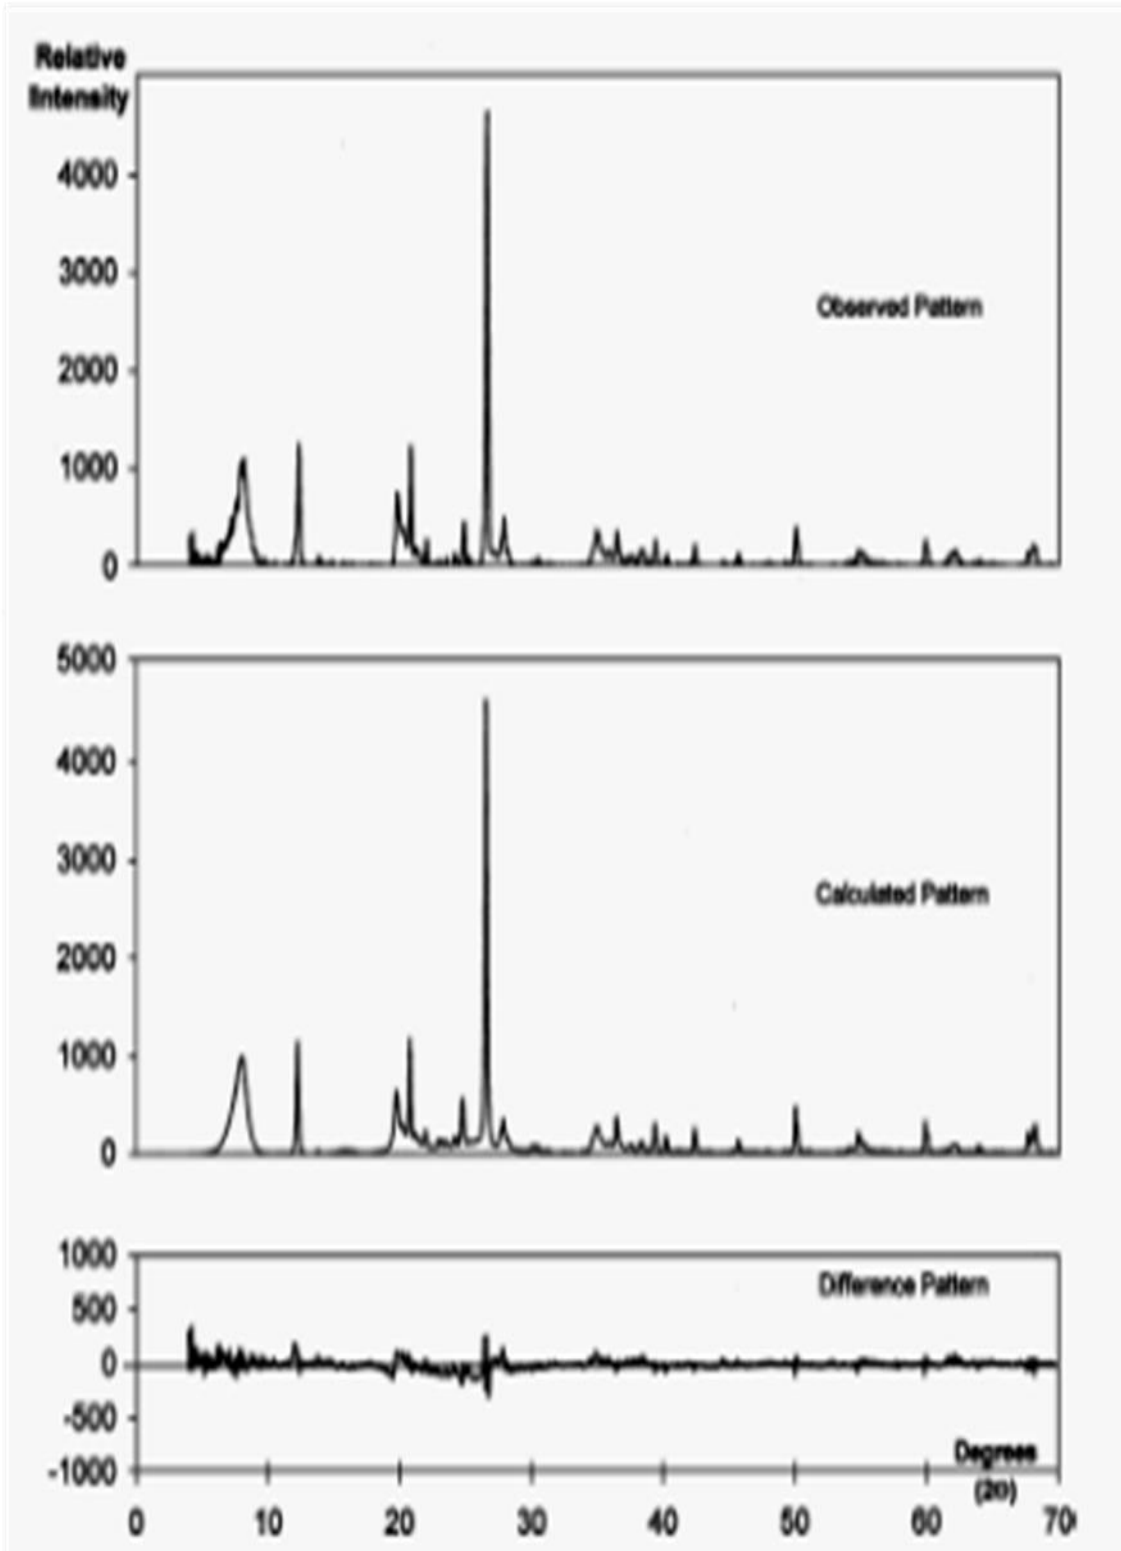 Relative
Intensity
4000
3000
2000
1000
0
Observed Pattern
5000
4000
3000
2000
1000
0
Calculated Pattern
1000
500
0
-500
-1000
Difference Pattern
Degrees
(2θ)
0 10 20 30 40 50 60 70